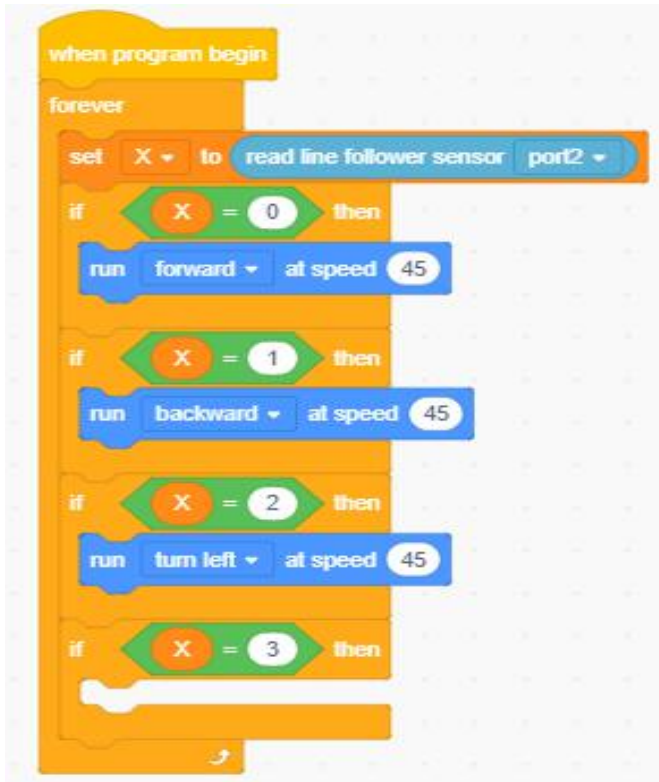 when program begin
forever
set X to read line follower sensor port2
if X = 0 then
run forward at speed 45
if X = 1 then
run backward at speed 45
if X = 2 then
run turn left at speed 45
if X = 3 then